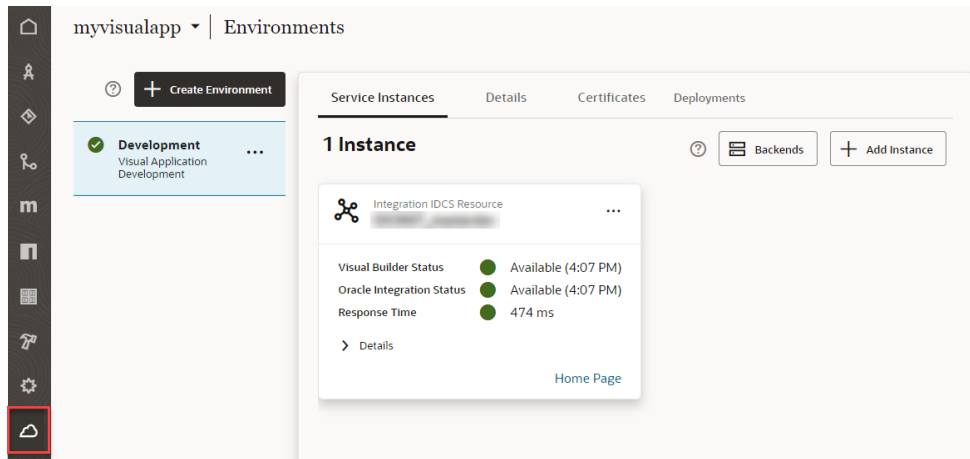 myvisualapp Environments
Create Environment
Development
Visual Application
Development
Service Instances Details Certificates Deployments
1 Instance
Backends
Add Instance
Integration IDCS Resource
Visual Builder Status Available (4:07 PM)
Oracle Integration Status Available (4:07 PM)
Response Time 474 ms
Details
Home Page